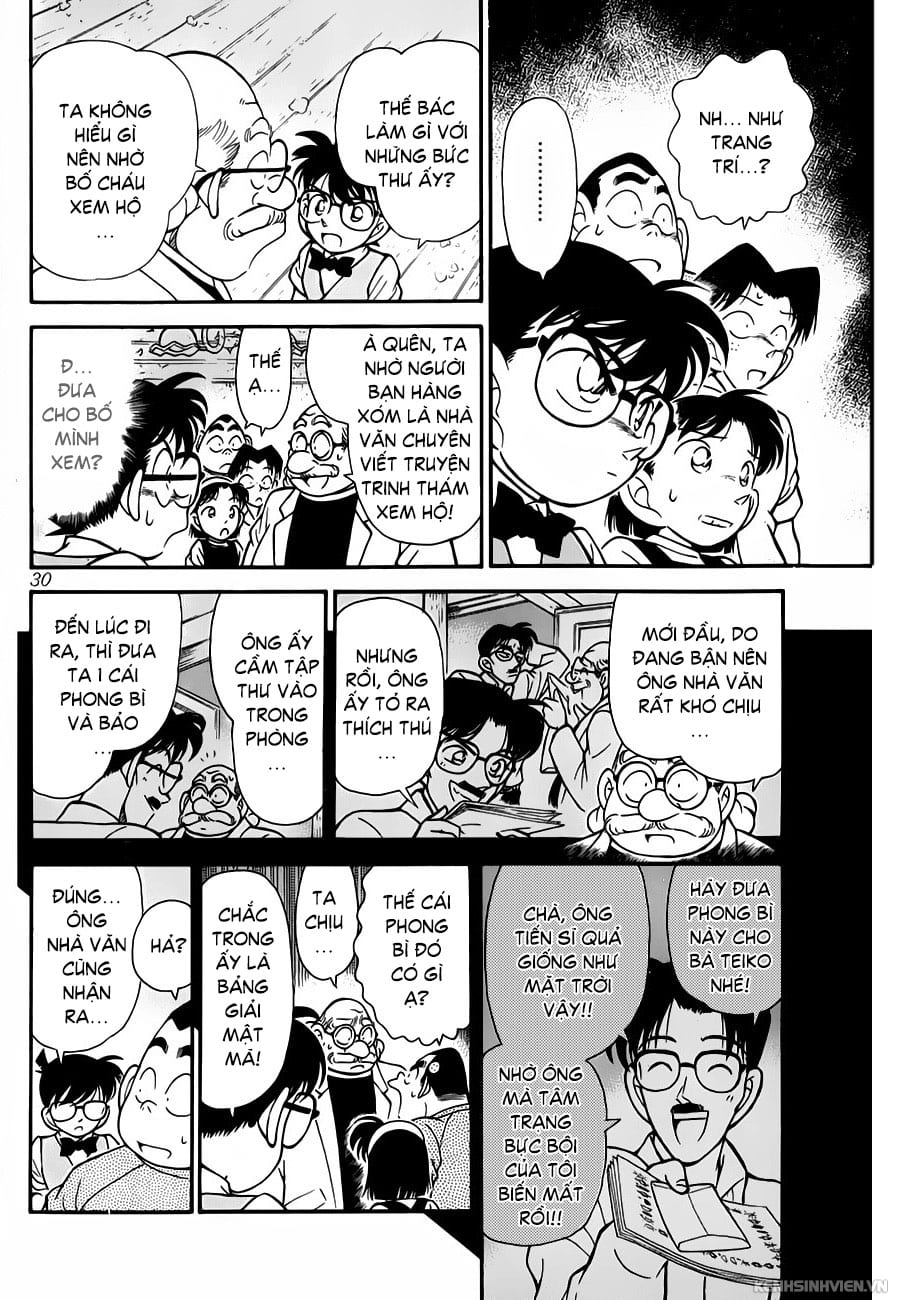 NH... NHƯ
TRANG
TRÍ...?
.........
THẾ BÁC
LÀM GÌ VỚI
NHỮNG BỨC
THƯ ẤY?
TA KHÔNG
HIỂU GÌ
NÊN NHỜ
BỐ CHÁU
XEM HỘ
...
À QUÊN, TA
NHỜ NGƯỜI
BẠN HÀNG
XÓM LÀ NHÀ
VĂN CHUYÊN
VIẾT TRUYỆN
TRINH THÁM
XEM HỘ!
THẾ
Ạ...
Đ...
ĐƯA
CHO BỐ
MÌNH
XEM?
30
MỚI ĐẦU, DO
ĐANG BẬN NÊN
ÔNG NHÀ VĂN
RẤT KHÓ CHỊU
...
NHƯNG
RỒI, ÔNG
ẤY TỎ RA
THÍCH THÚ
...
ÔNG ẤY
CẦM TẬP
THƯ VÀO
TRONG
PHÒNG
...
ĐẾN LÚC ĐI
RA, THÌ ĐƯA
TA 1 CÁI
PHONG BÌ
VÀ BẢO
...
HÃY ĐƯA
PHONG BÌ
NÀY CHO
BÀ TEIKO
NHÉ!
CHÀ, ÔNG
TIẾN SĨ QUẢ
GIỐNG NHƯ
MẶT TRỜI
VẬY!!
NHỜ ÔNG
MÀ TÂM
TRẠNG
BỰC BỘI
CỦA TÔI
BIẾN MẤT
RỒI!!
THẾ CÁI
PHONG
BÌ ĐÓ
CÓ GÌ
Ạ?
TA
CHỊU
...
CHẮC
TRONG
ẤY LÀ
BẢNG
GIẢI
MẬT
MÃ!
HẢ?
ĐÚNG...
ÔNG
NHÀ VĂN
CŨNG
NHẬN
RA...
KENHSINHVIEN.VN